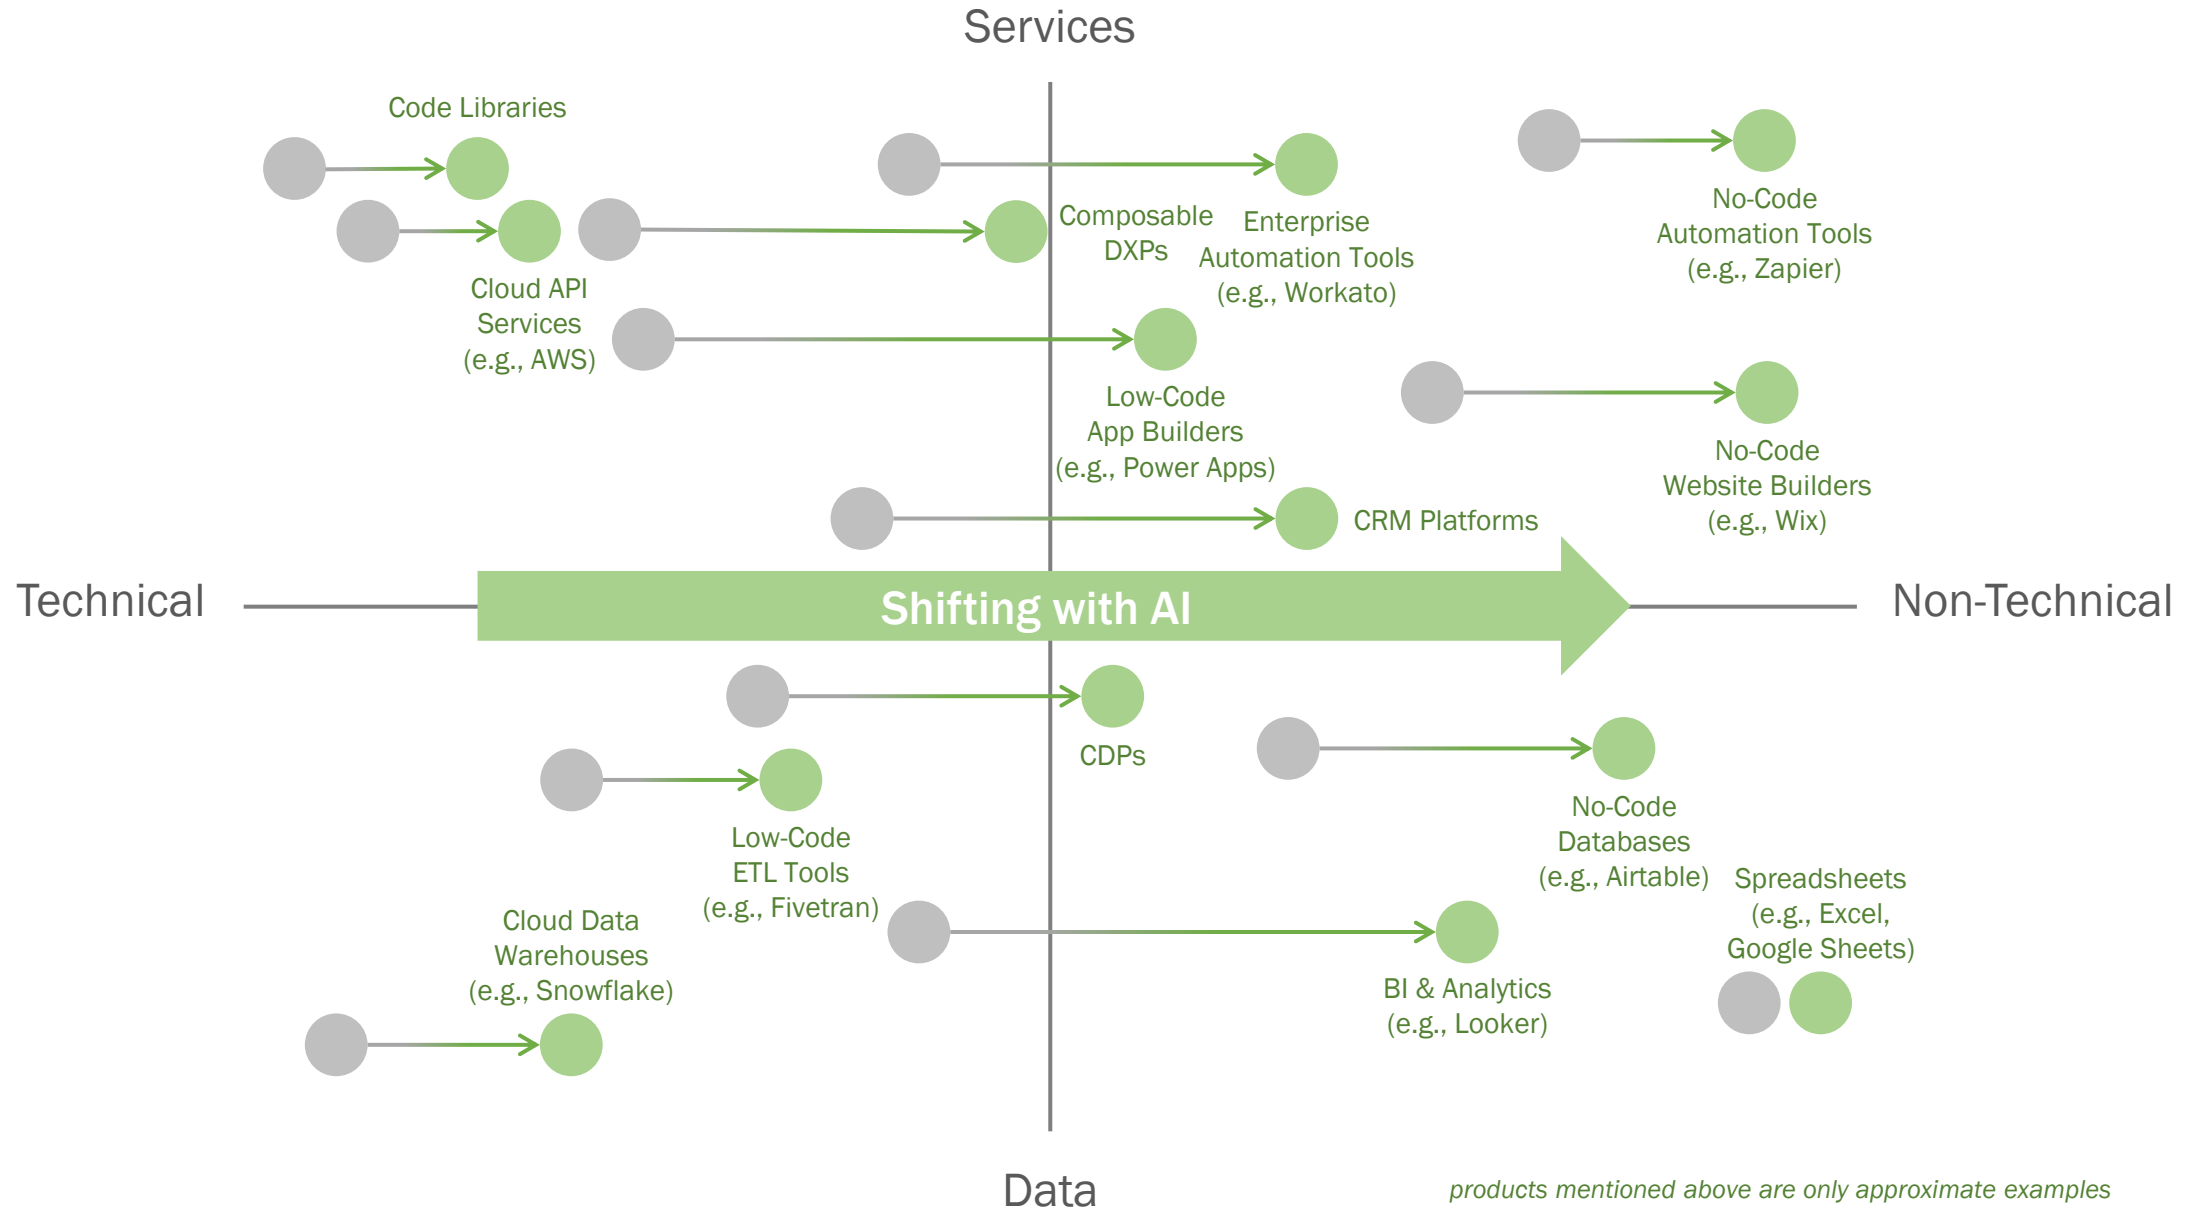 Services
Code Libraries
No-Code
Automation Tools
(e.g., Zapier)
Composable
DXPs
Enterprise
Automation Tools
(e.g., Workato)
Cloud API
Services
(e.g., AWS)
Low-Code
App Builders
(e.g., Power Apps)
No-Code
Website Builders
(e.g., Wix)
CRM Platforms
Technical
Shifting with AI
Non-Technical
CDPs
No-Code
Databases
(e.g., Airtable)
Low-Code
ETL Tools
(e.g., Fivetran)
Spreadsheets
(e.g., Excel,
Google Sheets)
Cloud Data
Warehouses
(e.g., Snowflake)
BI & Analytics
(e.g., Looker)
Data
products mentioned above are only approximate examples